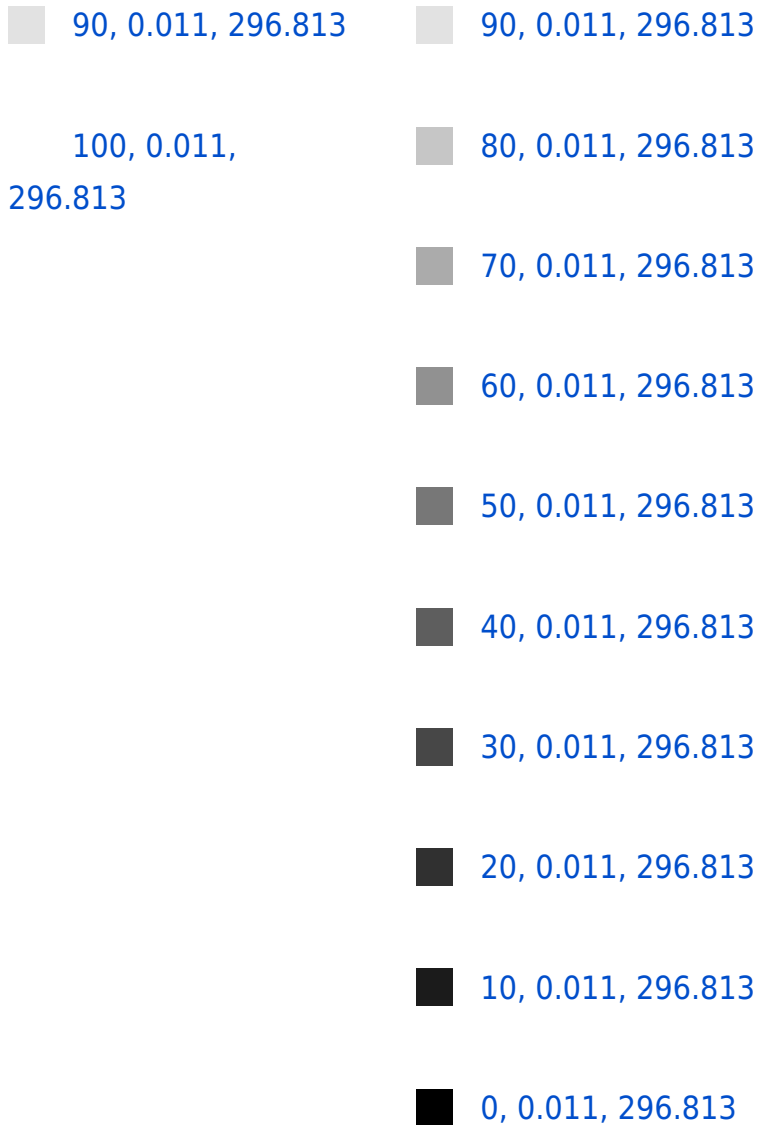 90, 0.011, 296.813
100, 0.011,
296.813
90, 0.011, 296.813
80, 0.011, 296.813
70, 0.011, 296.813
60, 0.011, 296.813
50, 0.011, 296.813
40, 0.011, 296.813
30, 0.011, 296.813
20, 0.011, 296.813
10, 0.011, 296.813
0, 0.011, 296.813